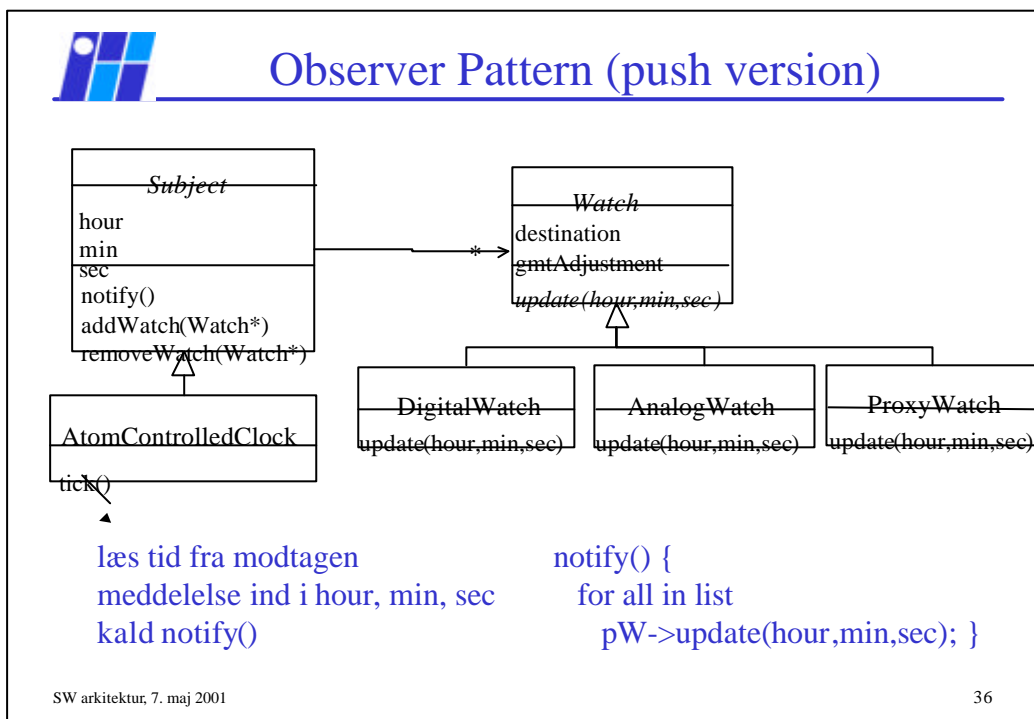 Observer Pattern (push version)
Subject
hour
min
sec
notify()
addWatch(Watch*)
removeWatch(Watch*)
*
Watch
destination
gmtAdjustment
update(hour,min,sec)
AtomControlledClock
tick()
DigitalWatch
update(hour,min,sec)
AnalogWatch
update(hour,min,sec)
ProxyWatch
update(hour,min,sec)
læs tid fra modtagen
meddelelse ind i hour, min, sec
kald notify()
notify() {
for all in list
pW->update(hour,min,sec); }
SW arkitektur, 7. maj 2001
36